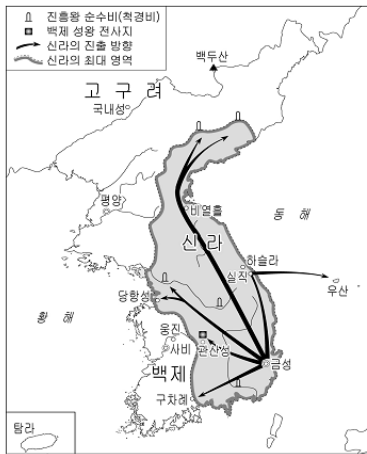 진흥왕 순수비(척경비)
백제 성왕 전사지
신라의 진출 방향
신라의 최대 영역
백두산
고구려
국내성
평양
비열홀
동 해
신 라
하슬라
실직
우산
당항성
황 해
웅진
사비
관산성
금성
백제
구차례
탐라